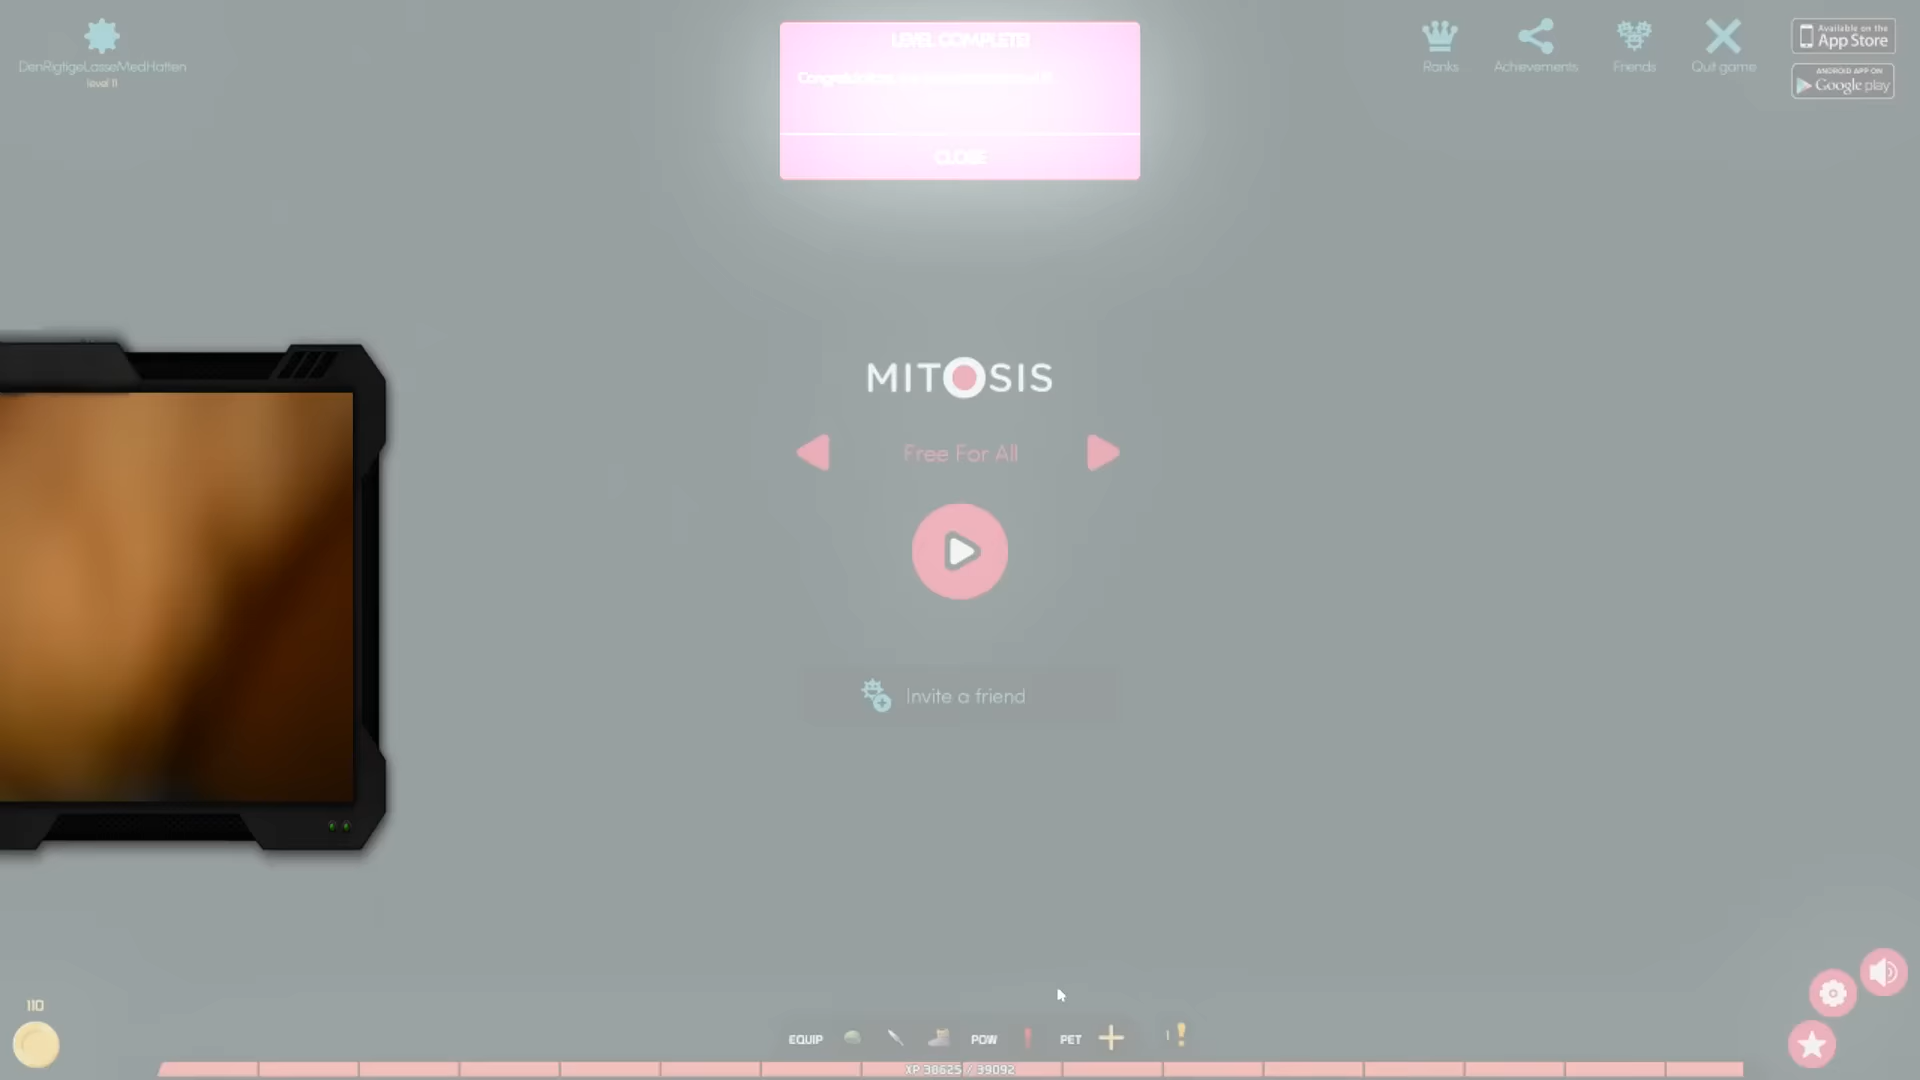 LEVEL COMPLETE!
CLOSE
DenRigtigeLasseMedHatten
level 11
Ranks
Achievements
Friends
Quit game
Available on the
App Store
ANDROID APP ON
Google play
MITOSIS
Free For All
Invite a friend
110
EQUIP
POW
PET
1
XP 38625 / 39092